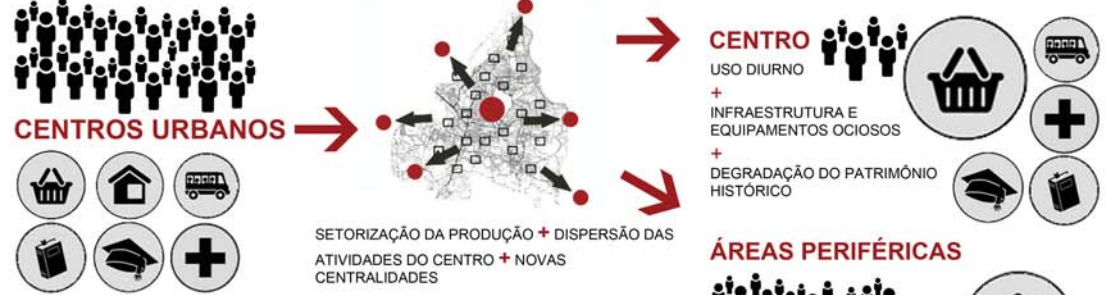 CENTROS URBANOS
SETORIZAÇÃO DA PRODUÇÃO + DISPERSÃO DAS
ATIVIDADES DO CENTRO + NOVAS
CENTRALIDADES
CENTRO
USO DIURNO
+
INFRAESTRUTURA E
EQUIPAMENTOS OCIOSOS
+
DEGRADAÇÃO DO PATRIMÔNIO
HISTÓRICO
ÁREAS PERIFÉRICAS